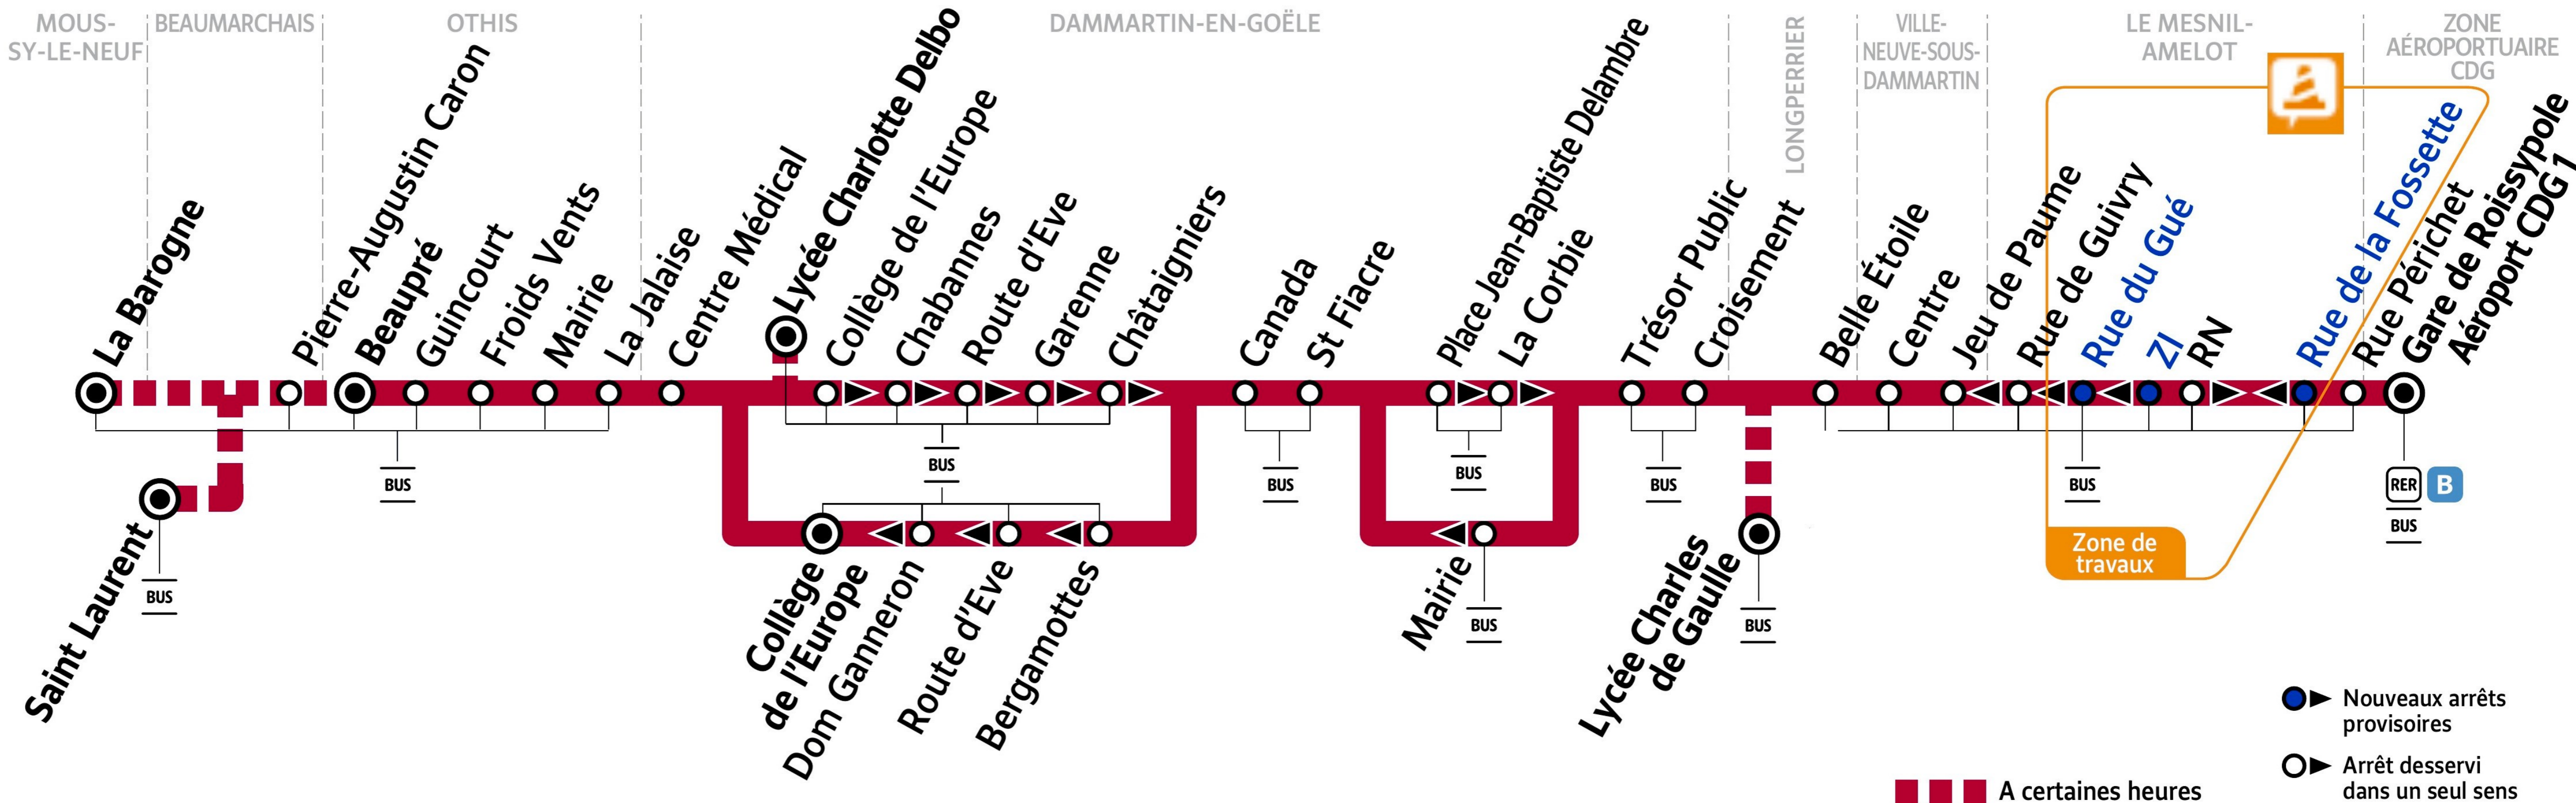 MOUS-
SY-LE-NEUF
BEAUMARCHAIS
OTHIS
DAMMARTIN-EN-GOËLE
LONGPERRIER
VILLE-
NEUVE-SOUS-
DAMMARTIN
LE MESNIL-
AMELOT
ZONE
AÉROPORTUAIRE
CDG
La Barogne
Pierre-Augustin Caron
Beaupré
Guincourt
Froids Vents
Mairie
La Jalaise
Centre Médical
Lycée Charlotte Delbo
Collège de l'Europe
Chabannes
Route d'Eve
Garenne
Châtaigniers
Canada
St Fiacre
Place Jean-Baptiste Delambre
La Corbie
Trésor Public
Croisement
Belle Étoile
Centre
Jeu de Paume
Rue de Guivry
Rue du Gué
ZI
RN
Rue de la Fossette
Rue Périchet
Gare de Roissypole
Aéroport CDG 1
BUS
BUS
BUS
BUS
BUS
BUS
RER B
BUS
Saint Laurent
BUS
Collège
de l'Europe
Dom Ganneron
Route d'Eve
Bergamottes
Mairie
BUS
Lycée Charles
de Gaulle
BUS
Zone de
travaux
Nouveaux arrêts
provisoires
Arrêt desservi
dans un seul sens
A certaines heures